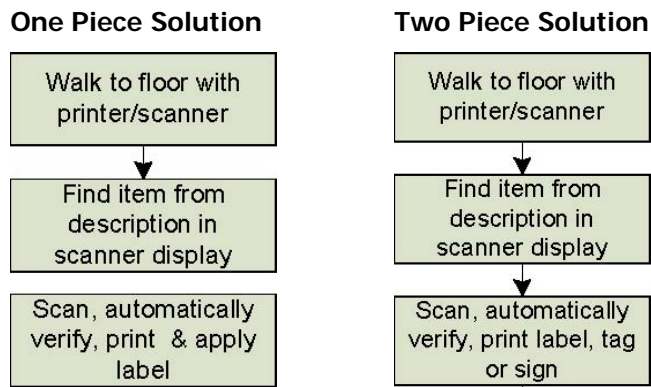 One Piece Solution
Walk to floor with
printer/scanner
Find item from
description in
scanner display
Scan, automatically
verify, print & apply
label
Two Piece Solution
Walk to floor with
printer/scanner
Find item from
description in
scanner display
Scan, automatically
verify, print label, tag
or sign